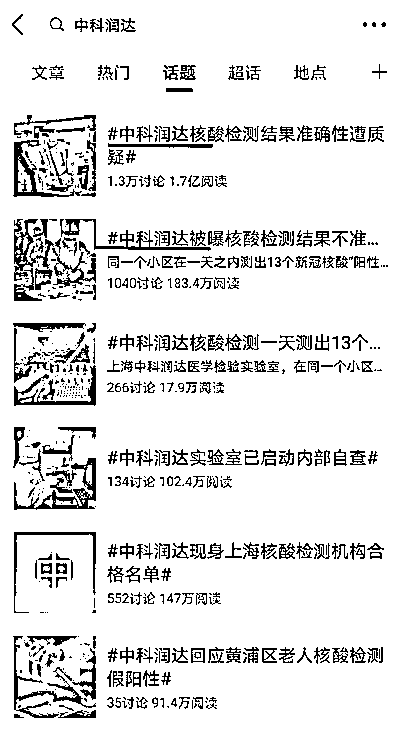 中科润达
文章 热门 话题 超话 地点
#中科润达核酸检测结果准确性遭质
疑#
1.3万讨论 1.7亿阅读
#中科润达被曝核酸检测结果不准...
同一个小区在一天之内测出13个新冠核酸“阳性...
1040讨论 183.4万阅读
#中科润达核酸检测一天测出13个...
上海中科润达医学检验实验室，在同一个小区...
266讨论 17.9万阅读
#中科润达实验室已启动内部自查#
134讨论 102.4万阅读
#中科润达现身上海核酸检测机构合
格名单#
552讨论 147万阅读
#中科润达回应黄浦区老人核酸检测
假阳性#
35讨论 91.4万阅读